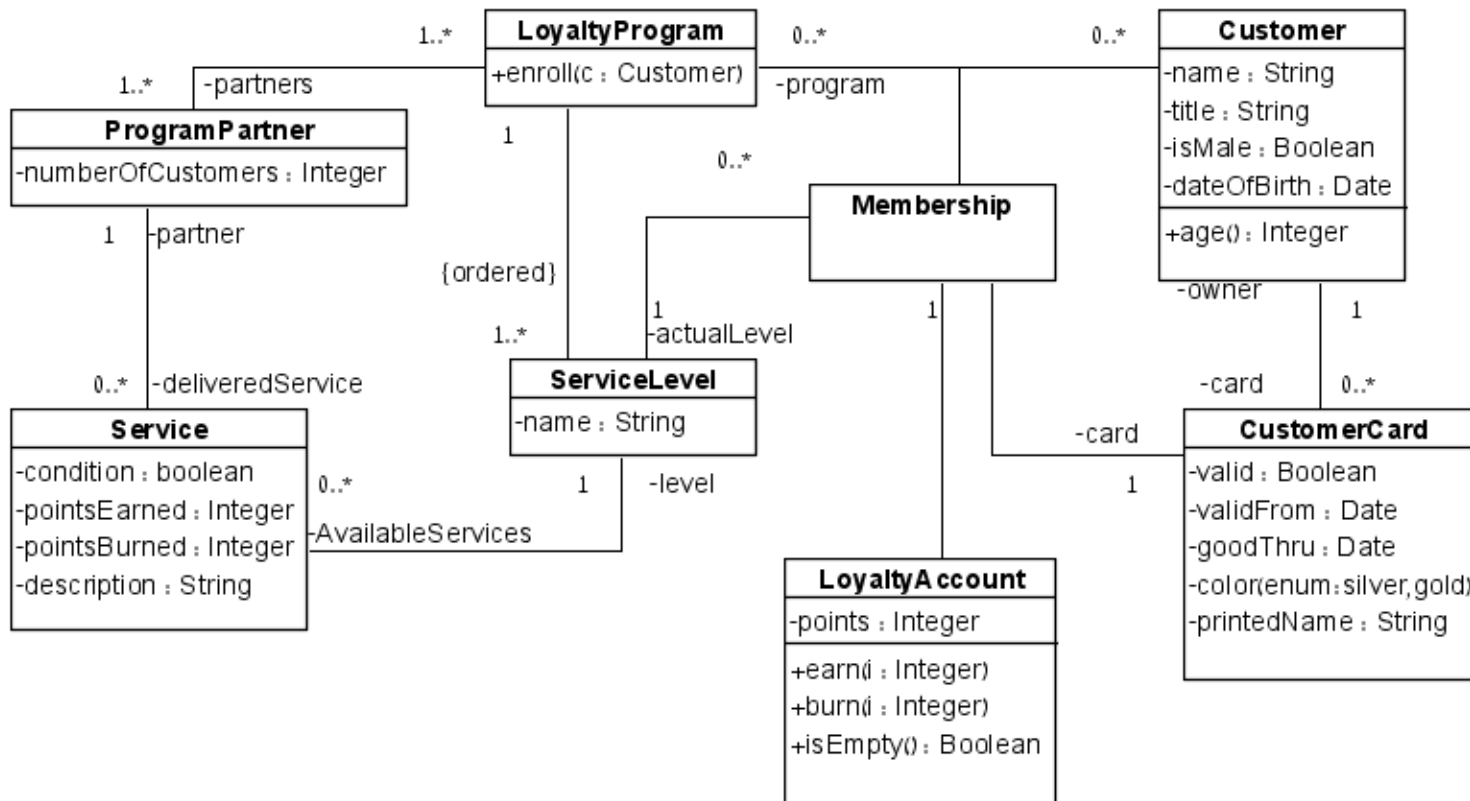 1..*
LoyaltyProgram
0..*
0..*
Customer
+enroll(c : Customer)
-program
-name : String
-title : String
-isMale : Boolean
-dateOfBirth : Date
+age() : Integer
1..*
-partners
ProgramPartner
-numberOfCustomers : Integer
1
0..*
Membership
1
-partner
{ordered}
1
-actualLevel
1..*
1
-owner
1
0..*
-deliveredService
ServiceLevel
-name : String
-card
0..*
-card
1
CustomerCard
-valid : Boolean
-validFrom : Date
-goodThru : Date
-color(enum:silver,gold)
-printedName : String
Service
-condition : boolean
-pointsEarned : Integer
-pointsBurned : Integer
-description : String
0..*
1
-level
-AvailableServices
LoyaltyAccount
-points : Integer
+earn(i : Integer)
+burn(i : Integer)
+isEmpty() : Boolean